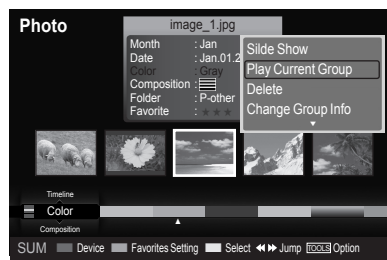 Photo
image_1.jpg
Month : Jan
Date : Jan.01.2
Color : Gray
Composition :
Folder : P-other
Favorite : ★ ★ ★
Silde Show
Play Current Group
Delete
Change Group Info
Timeline
Color
Composition
SUM Device Favorites Setting Select Jump TOOLS Option